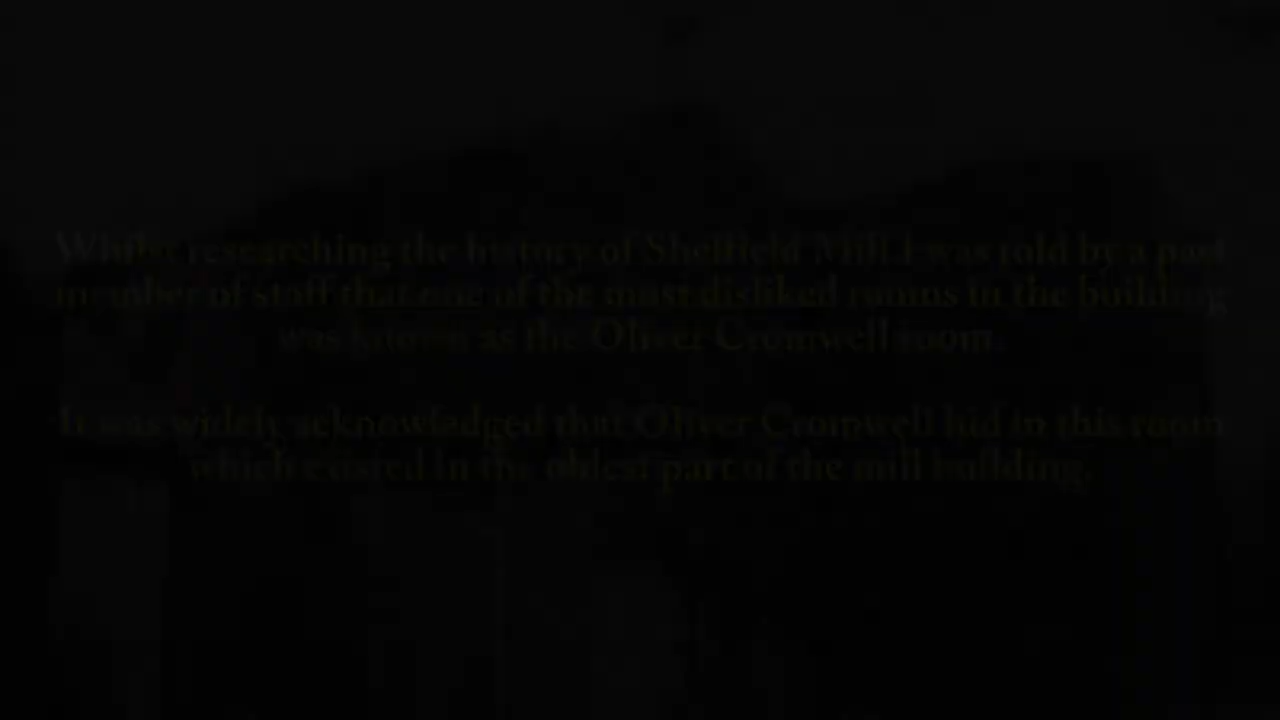 Whilst researching the history of Shelfield Mill I was told by a past
member of staff that one of the most disliked rooms in the building
was known as the Oliver Cromwell room.
It was widely acknowledged that Oliver Cromwell hid in this room
which existed in the oldest part of the mill building.